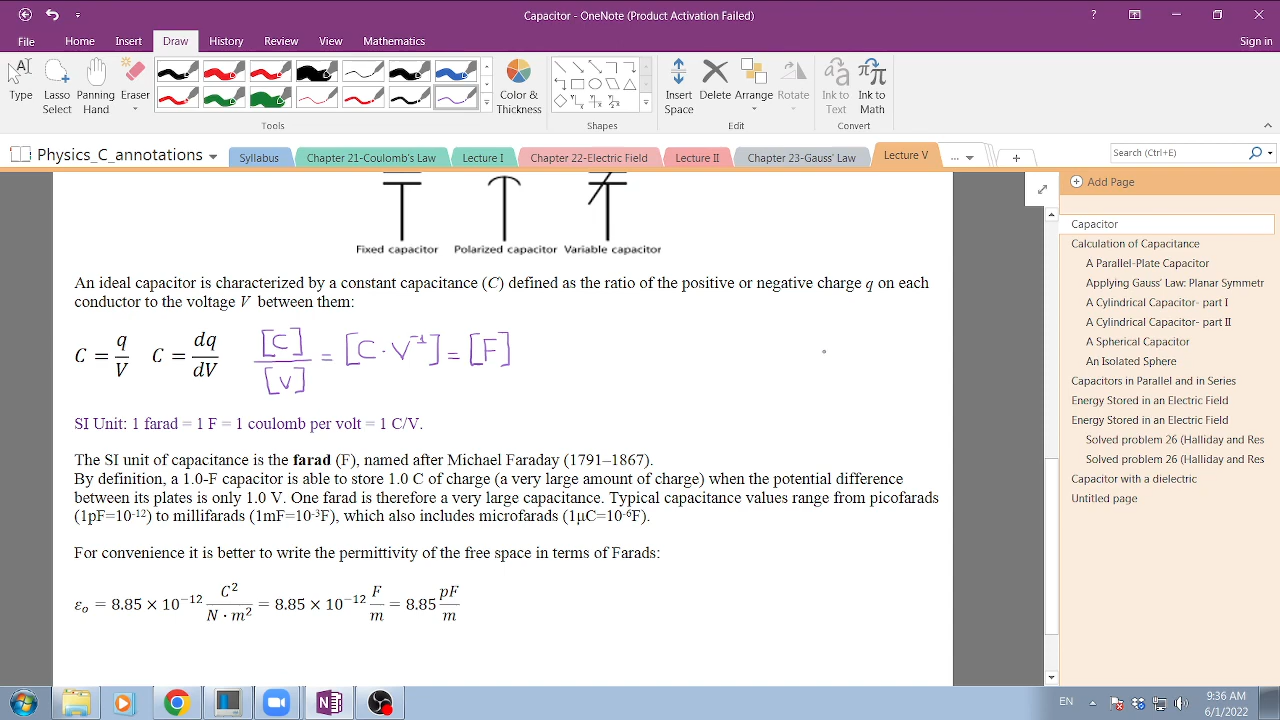 Capacitor - OneNote (Product Activation Failed)
File Home Insert Draw History Review View Mathematics
Sign in
Type
Lasso Select
Panning Hand
Eraser
Color & Thickness
Insert Space
Delete
Arrange
Rotate
Ink to Text
Ink to Math
Tools
Shapes
Edit
Convert
Physics_C_annotations
Syllabus
Chapter 21-Coulomb's Law
Lecture I
Chapter 22-Electric Field
Lecture II
Chapter 23-Gauss' Law
Lecture V
...
Search (Ctrl+E)
Fixed capacitor Polarized capacitor Variable capacitor
An ideal capacitor is characterized by a constant capacitance (C) defined as the ratio of the positive or negative charge q on each
conductor to the voltage V between them:
C = q/V C = dq/dV [C]/[V] = [C · V⁻¹] = [F]
SI Unit: 1 farad = 1 F = 1 coulomb per volt = 1 C/V.
The SI unit of capacitance is the farad (F), named after Michael Faraday (1791–1867).
By definition, a 1.0-F capacitor is able to store 1.0 C of charge (a very large amount of charge) when the potential difference
between its plates is only 1.0 V. One farad is therefore a very large capacitance. Typical capacitance values range from picofarads
(1pF=10⁻¹²) to millifarads (1mF=10⁻³F), which also includes microfarads (1μC=10⁻⁶F).
For convenience it is better to write the permittivity of the free space in terms of Farads:
εₒ = 8.85 × 10⁻¹² C²/N · m² = 8.85 × 10⁻¹² F/m = 8.85 pF/m
Add Page
Capacitor
Calculation of Capacitance
A Parallel-Plate Capacitor
Applying Gauss' Law: Planar Symmetr
A Cylindrical Capacitor- part I
A Cylindrical Capacitor- part II
A Spherical Capacitor
An Isolated Sphere
Capacitors in Parallel and in Series
Energy Stored in an Electric Field
Energy Stored in an Electric Field
Solved problem 26 (Halliday and Res
Solved problem 26 (Halliday and Res
Capacitor with a dielectric
Untitled page
EN
9:36 AM
6/1/2022